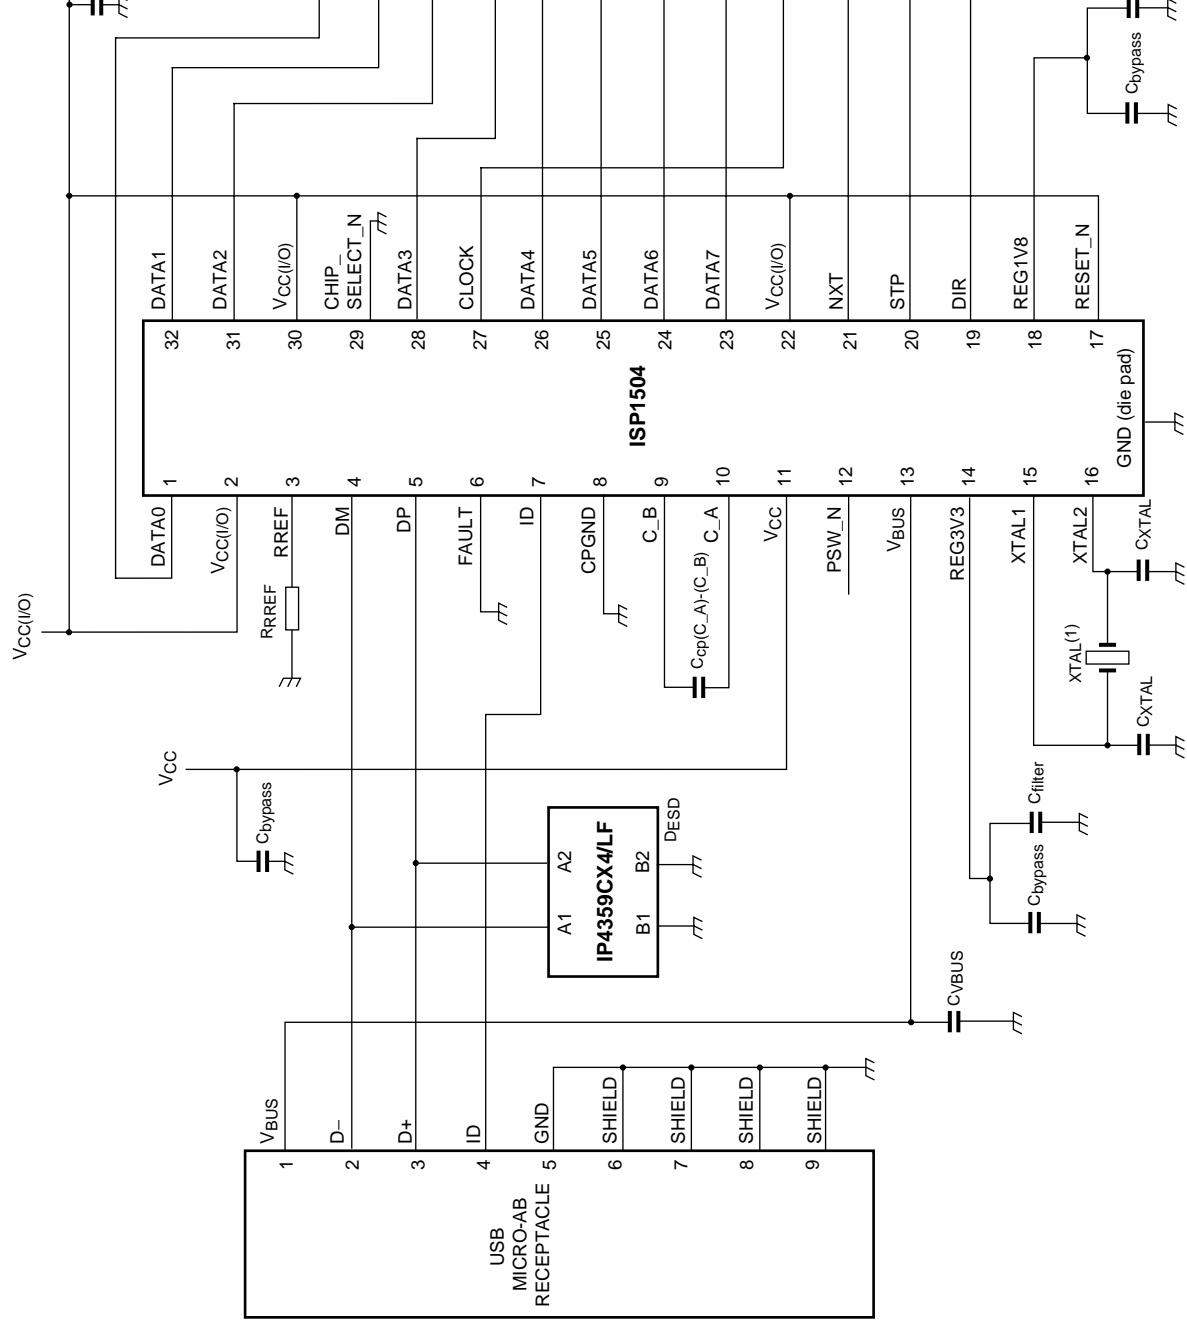 Cbypass
DATA1
DATA2
VCC(I/O)
CHIP_
SELECT_N
DATA3
CLOCK
DATA4
DATA5
DATA6
DATA7
VCC(I/O)
NXT
STP
DIR
REG1V8
RESET_N
32
31
30
29
28
27
26
25
24
23
22
21
20
19
18
17
ISP1504
GND (die pad)
1
2
3
4
5
6
7
8
9
10
11
12
13
14
15
16
DATA0
VCC(I/O)
RREF
DM
DP
FAULT
ID
CPGND
C_B
C_A
VCC
PSW_N
VBUS
REG3V3
XTAL1
XTAL2
CXTAL
VCC(I/O)
RRREF
Ccp(C_A)-(C_B)
XTAL(1)
CXTAL
VCC
Cbypass
IP4359CX4/LF
A2
A1
B2
B1
DESD
Cfilter
Cbypass
CVBUS
VBUS
D−
D+
ID
GND
SHIELD
SHIELD
SHIELD
SHIELD
1
2
3
4
5
6
7
8
9
USB
MICRO-AB
RECEPTACLE